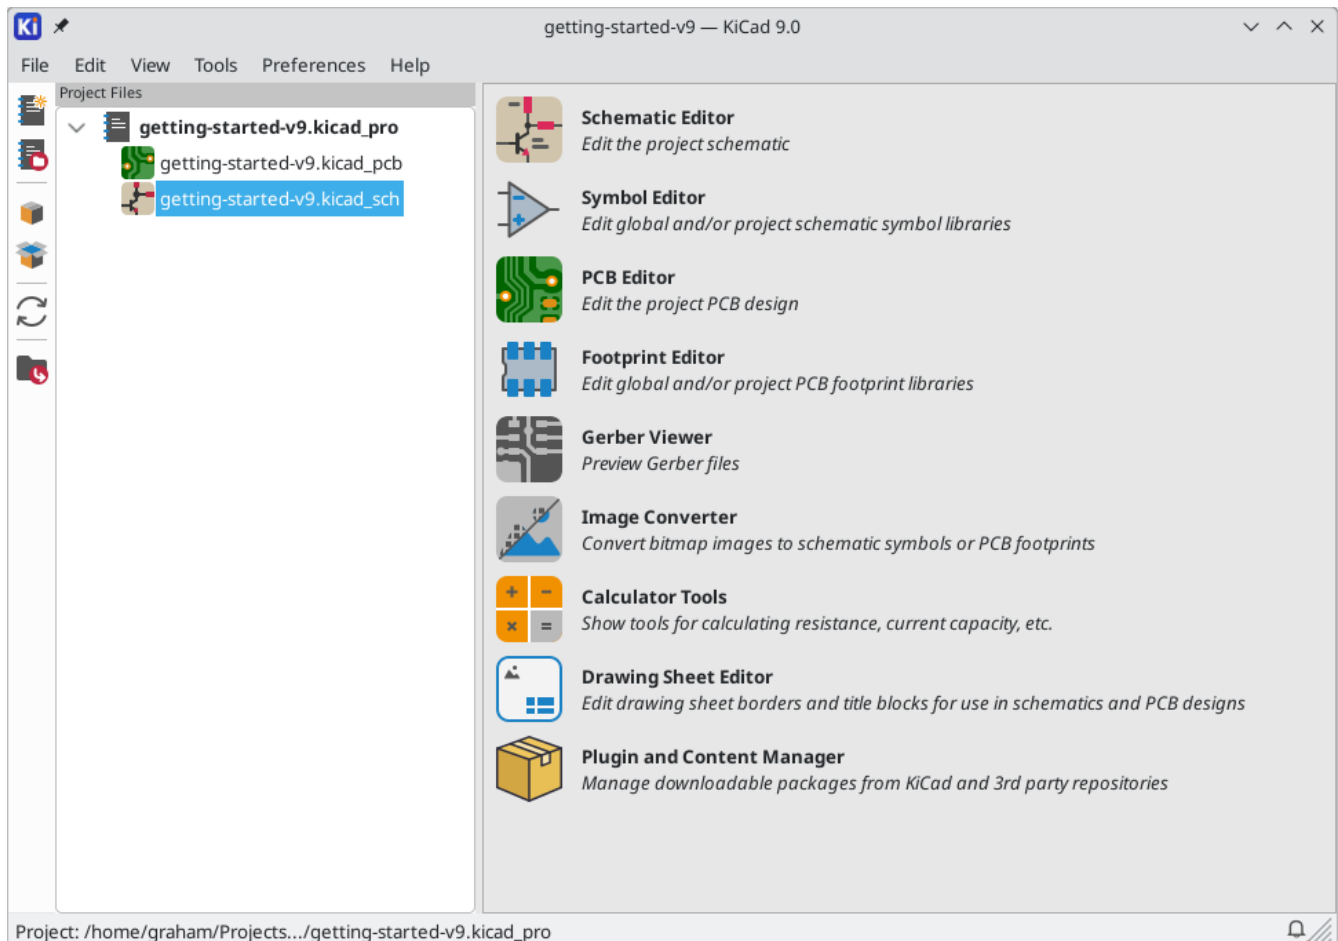 Ki
getting-started-v9 — KiCad 9.0
File Edit View Tools Preferences Help
Project Files
getting-started-v9.kicad_pro
getting-started-v9.kicad_pcb
getting-started-v9.kicad_sch
Schematic Editor
Edit the project schematic
Symbol Editor
Edit global and/or project schematic symbol libraries
PCB Editor
Edit the project PCB design
Footprint Editor
Edit global and/or project PCB footprint libraries
Gerber Viewer
Preview Gerber files
Image Converter
Convert bitmap images to schematic symbols or PCB footprints
Calculator Tools
Show tools for calculating resistance, current capacity, etc.
Drawing Sheet Editor
Edit drawing sheet borders and title blocks for use in schematics and PCB designs
Plugin and Content Manager
Manage downloadable packages from KiCad and 3rd party repositories
Project: /home/graham/Projects.../getting-started-v9.kicad_pro